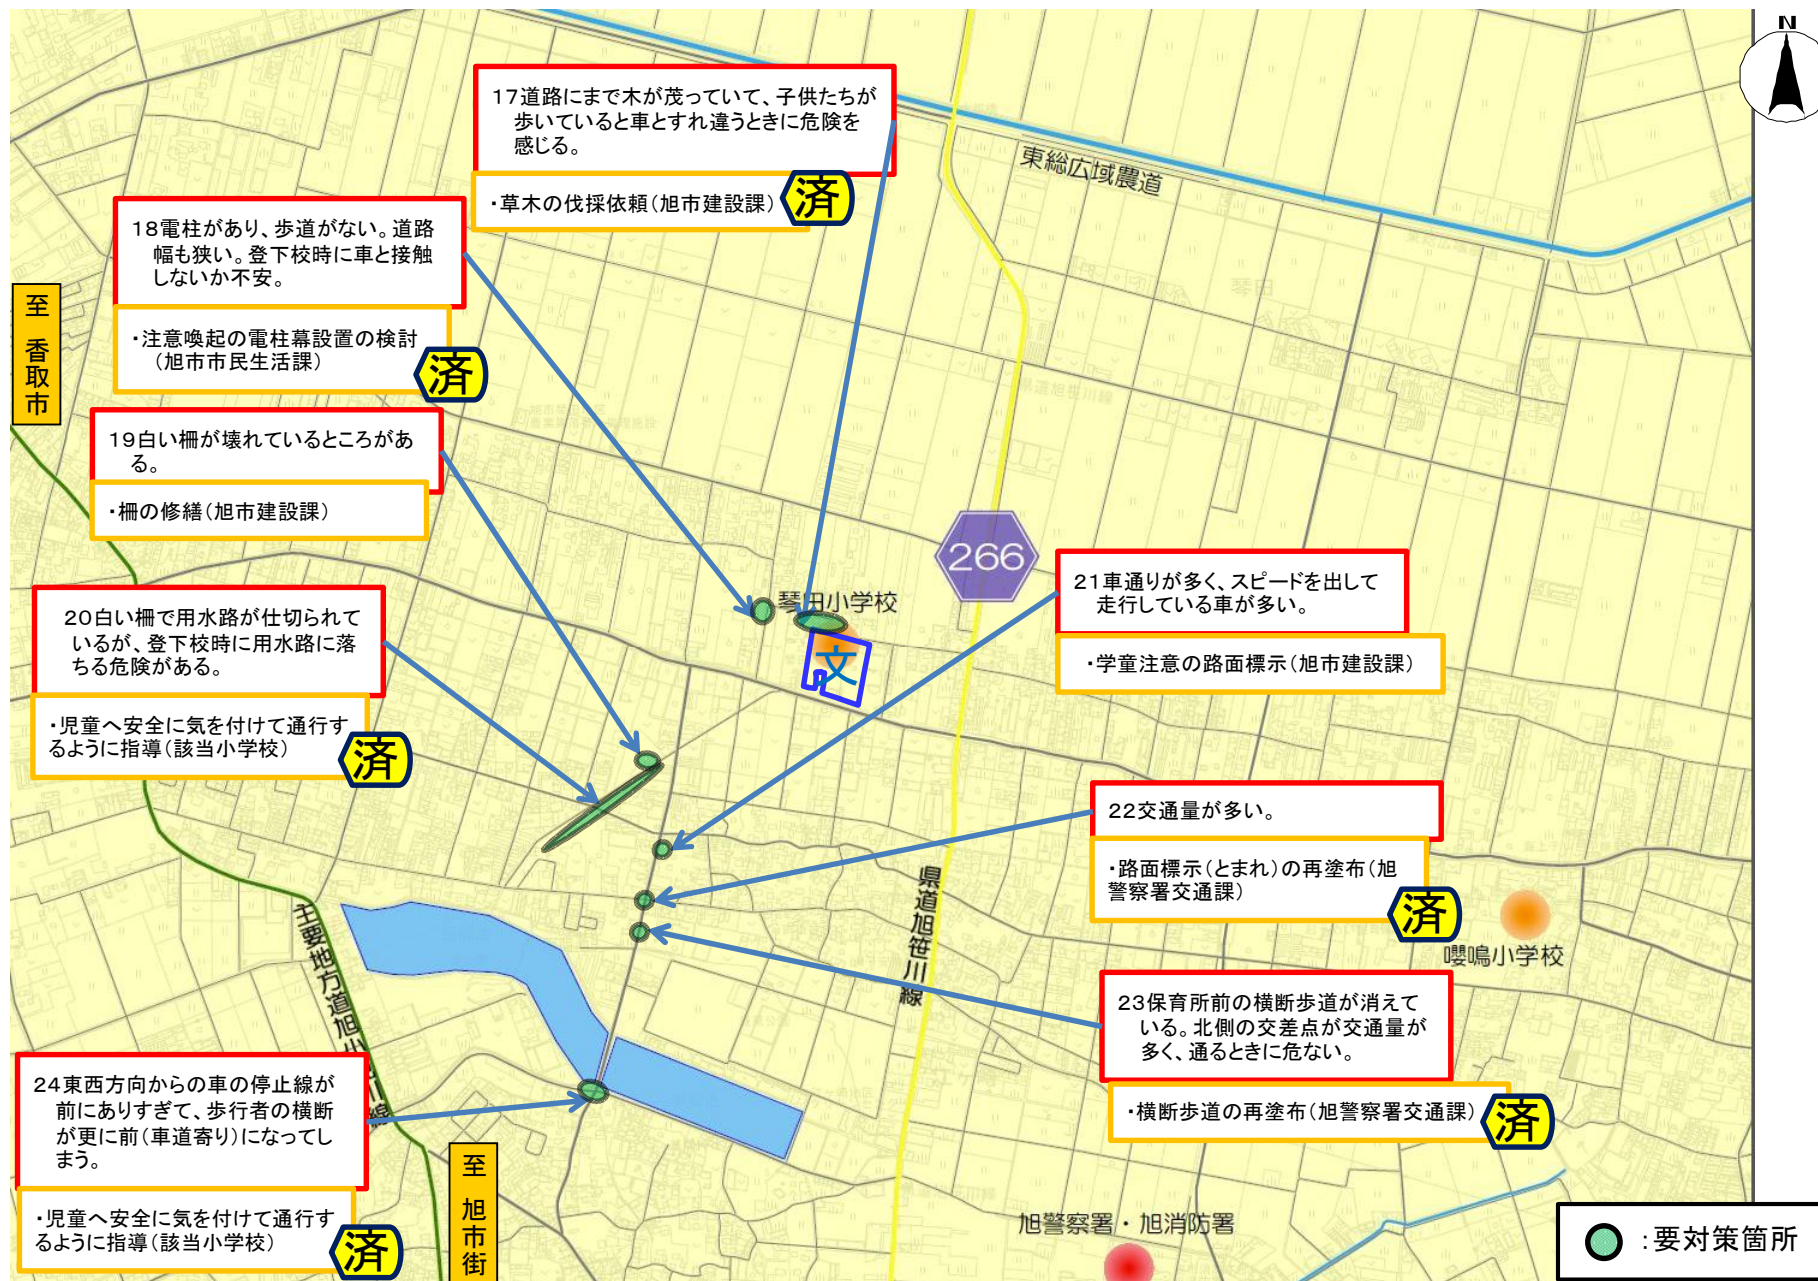 N
17道路にまで木が茂っていて、子供たちが
歩いていると車とすれ違うときに危険を
感じる。
・草木の伐採依頼(旭市建設課)
済
東総広域農道
18電柱があり、歩道がない。道路
幅も狭い。登下校時に車と接触
しないか不安。
・注意喚起の電柱幕設置の検討
(旭市市民生活課)
済
至 香取市
19白い柵が壊れているところがあ
る。
・柵の修繕(旭市建設課)
琴田
県道旭笹川線
266
琴田小学校
文
20白い柵で用水路が仕切られて
いるが、登下校時に用水路に落
ちる危険がある。
・児童へ安全に気を付けて通行す
るように指導(該当小学校)
済
21車通りが多く、スピードを出して
走行している車が多い。
・学童注意の路面標示(旭市建設課)
22交通量が多い。
・路面標示(とまれ)の再塗布(旭
警察署交通課)
済
嚶鳴小学校
県道旭笹川線
主要地方道旭小
川線
23保育所前の横断歩道が消えて
いる。北側の交差点が交通量が
多く、通るときに危ない。
・横断歩道の再塗布(旭警察署交通課)
済
24東西方向からの車の停止線が
前にありすぎて、歩行者の横断
が更に前(車道寄り)になってし
まう。
・児童へ安全に気を付けて通行す
るように指導(該当小学校)
済
至 旭市街
旭警察署・旭消防署
:要対策箇所